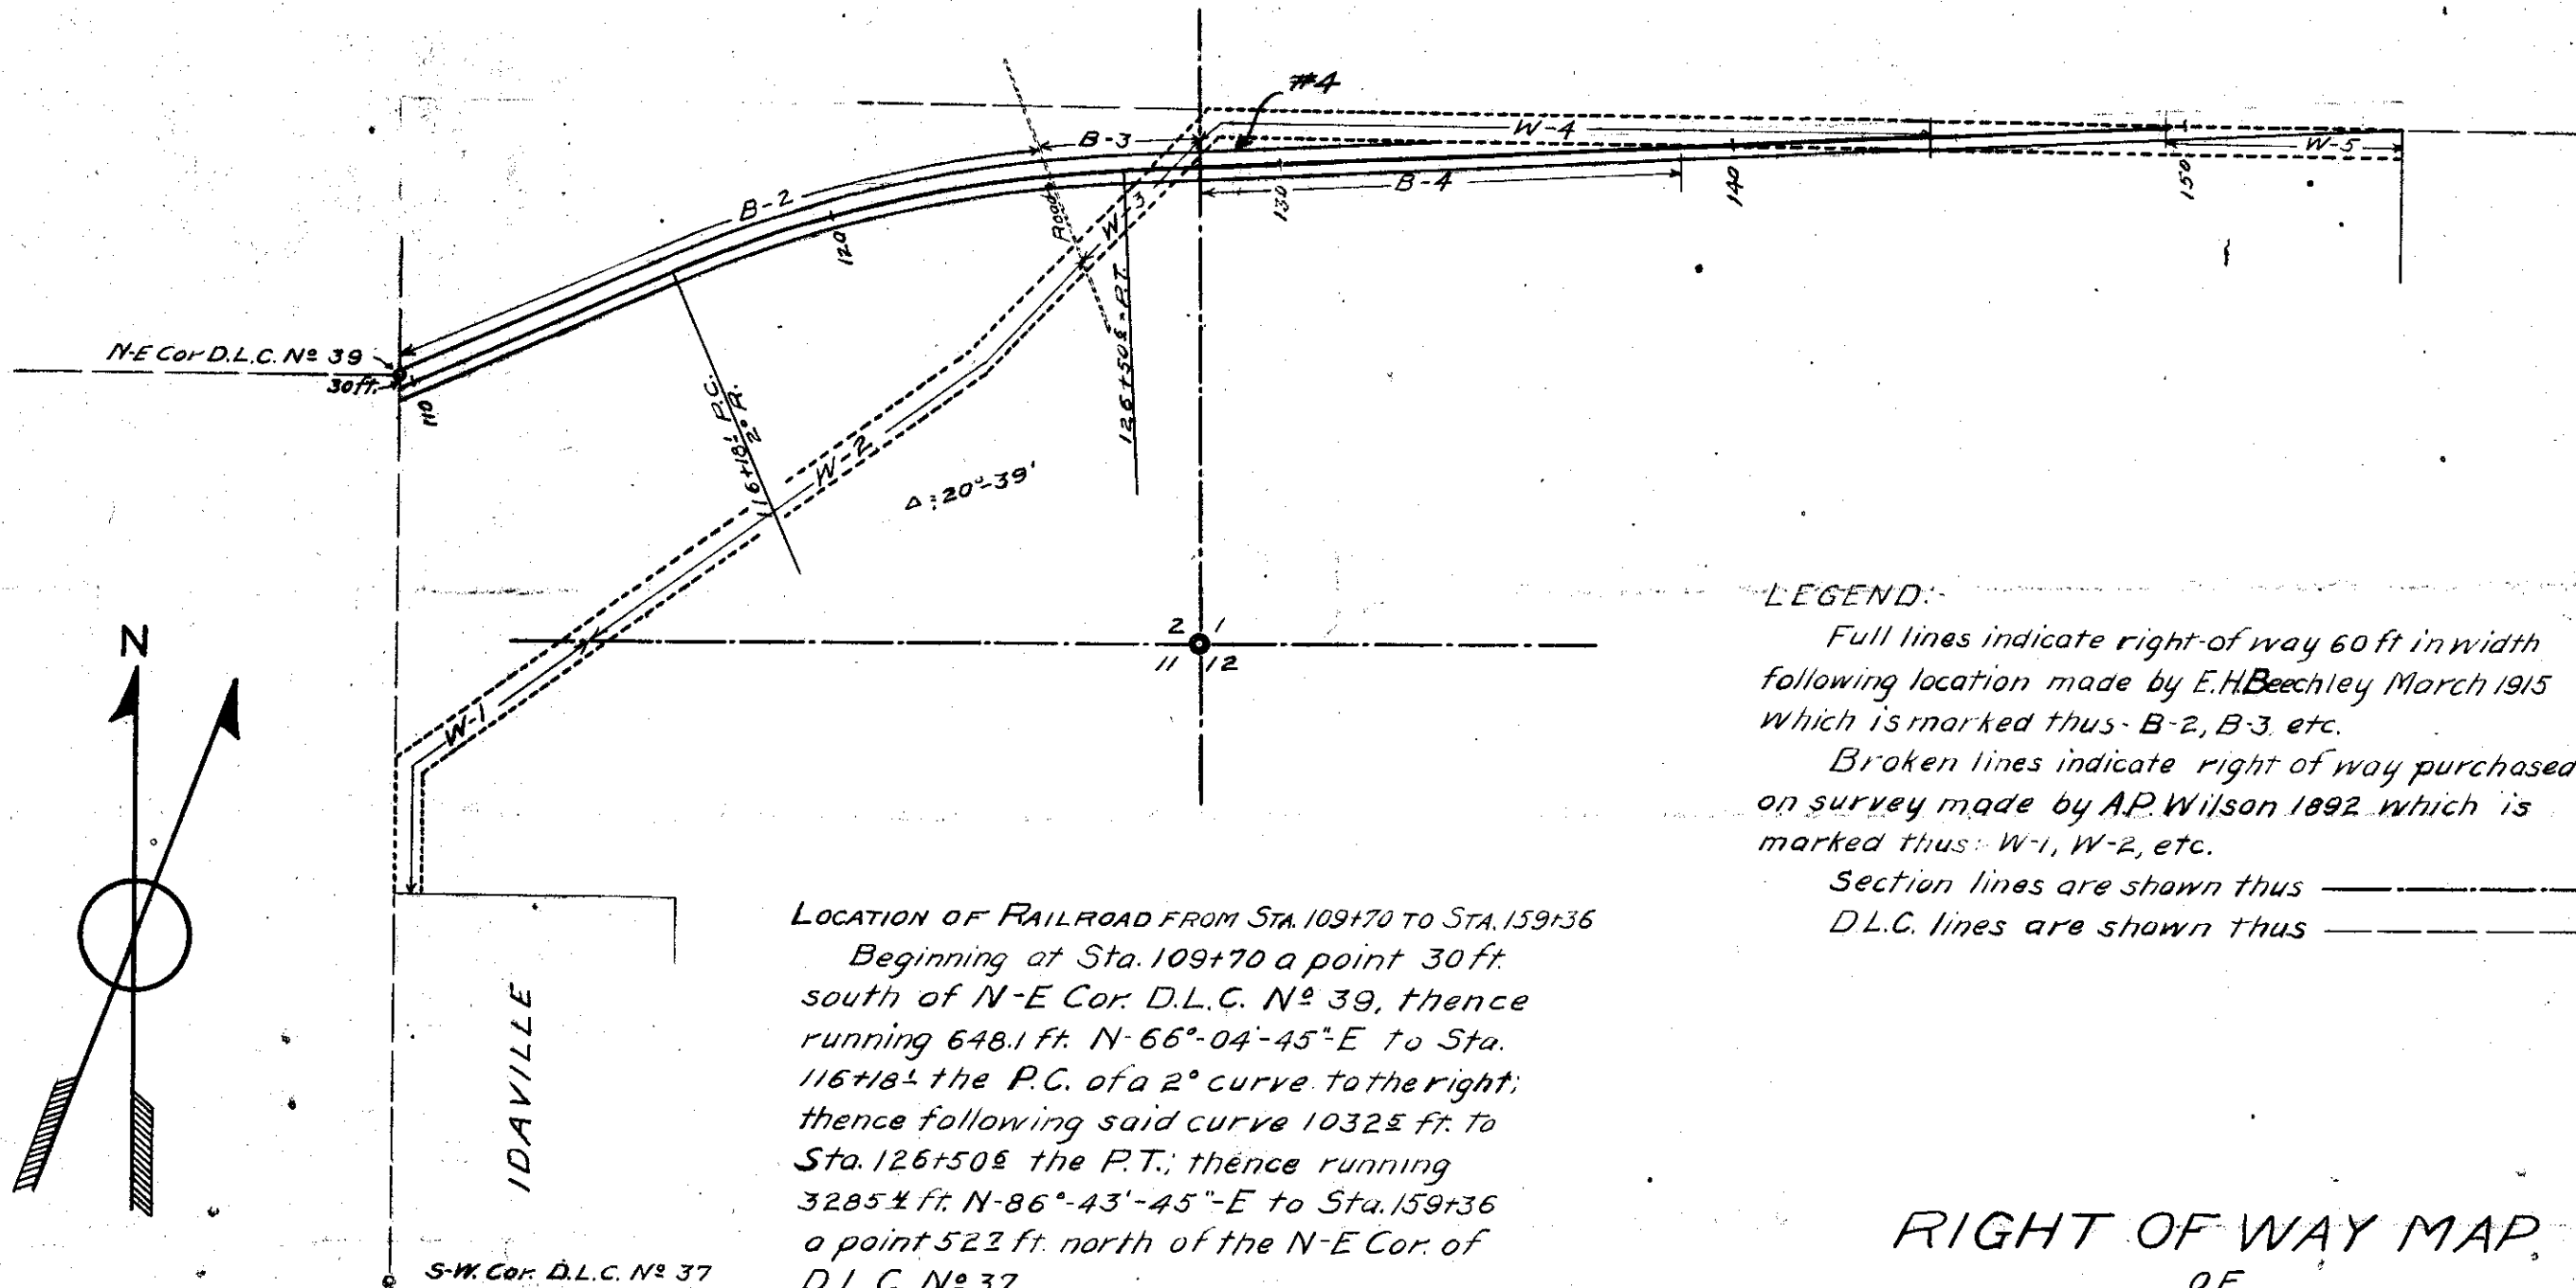 #4
W-4
B-3
W-5
B-4
B-2
130
140
150
120
Road
W-3
N-E Cor D.L.C. Nº 39
30ft.
110
116+18¹ P.C.
2° R.
126+50⁶ - P.T.
W-2
Δ: 20°-39'
2 1
11 12
W-1
N
LEGEND:-
Full lines indicate right-of way 60 ft in width
following location made by E.H.Beechley March 1915
which is marked thus- B-2, B-3. etc.
Broken lines indicate right of way purchased
on survey made by A.P. Wilson 1892 which is
marked thus: W-1, W-2, etc.
Section lines are shown thus
D.L.C. lines are shown thus
IDAVILLE
LOCATION OF RAILROAD FROM STA. 109+70 TO STA. 159+36
Beginning at Sta. 109+70 a point 30 ft.
south of N-E Cor. D.L.C. Nº 39, thence
running 648.1 ft. N-66°-04'-45"-E to Sta.
116+18¹ the P.C. of a 2° curve to the right;
thence following said curve 1032⁵ ft. to
Sta. 126+50⁶ the P.T.; thence running
3285⁴ ft. N-86°-43'-45"-E to Sta. 159+36
a point 52³ ft. north of the N-E Cor. of
D.L.C. Nº 37
S-W. Cor. D.L.C. Nº 37
RIGHT OF WAY MAP
OF